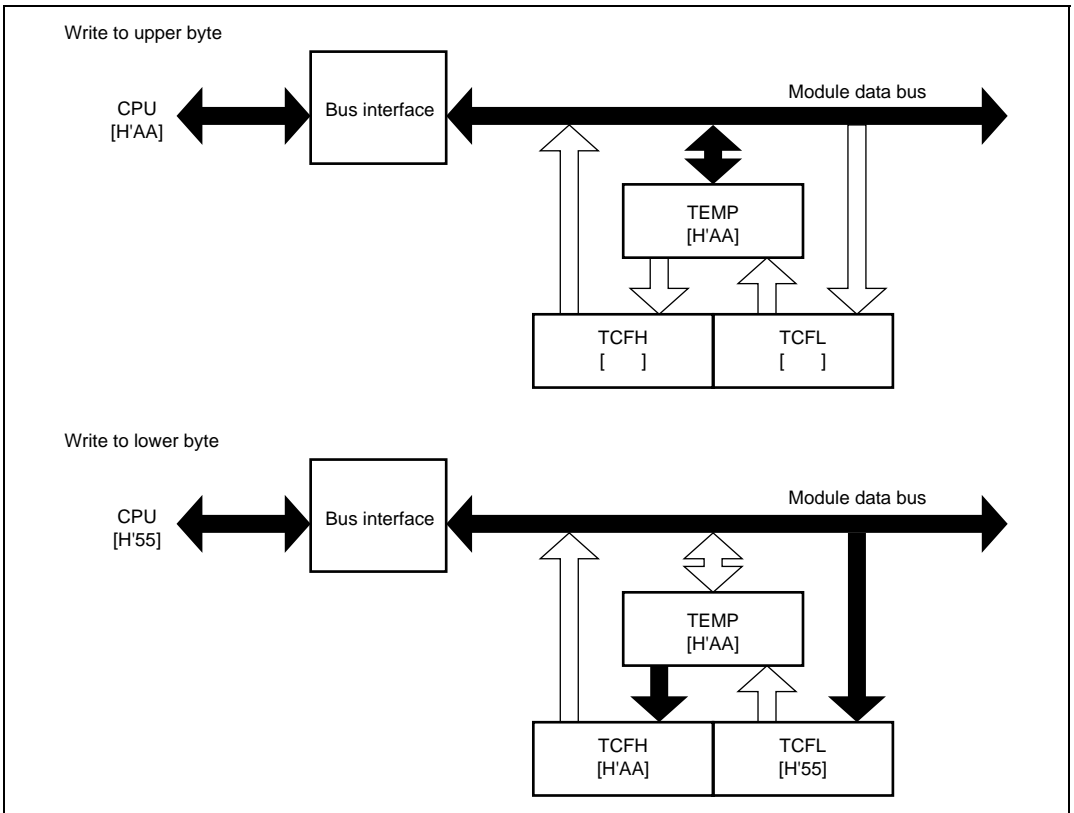 Write to upper byte
CPU
[H'AA]
Bus interface
Module data bus
TEMP
[H'AA]
TCFH
[ ]
TCFL
[ ]
Write to lower byte
CPU
[H'55]
Bus interface
Module data bus
TEMP
[H'AA]
TCFH
[H'AA]
TCFL
[H'55]